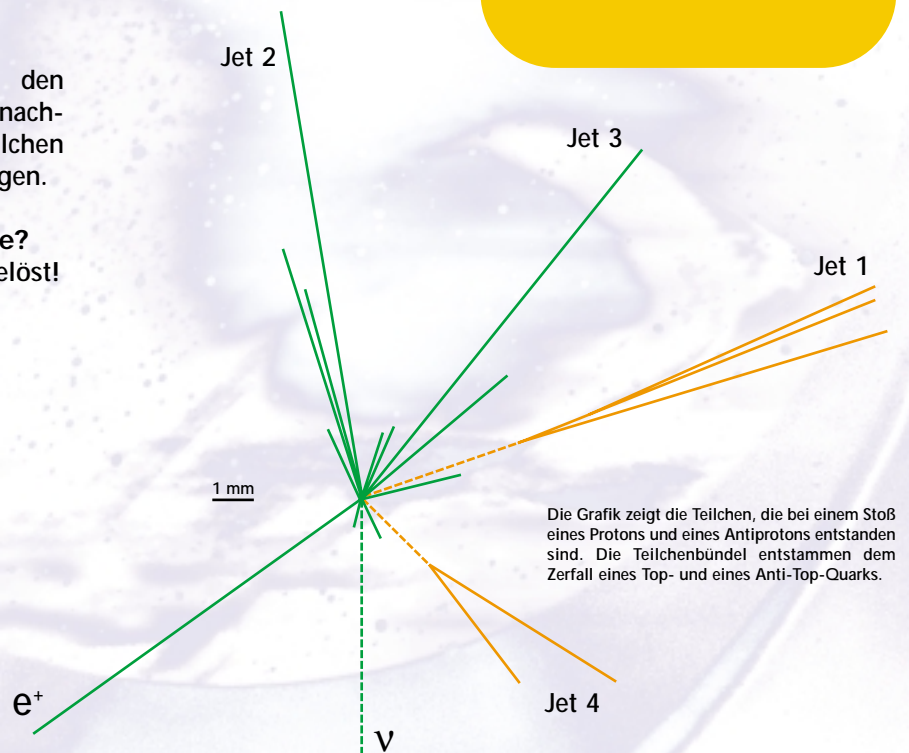 den
nach-
lchen
gen.
e?
elöst!
Jet 2
Jet 3
Jet 1
1 mm
Die Grafik zeigt die Teilchen, die bei einem Stoß
eines Protons und eines Antiprotons entstanden
sind. Die Teilchenbündel entstammen dem
Zerfall eines Top- und eines Anti-Top-Quarks.
Jet 4
e⁺
ν